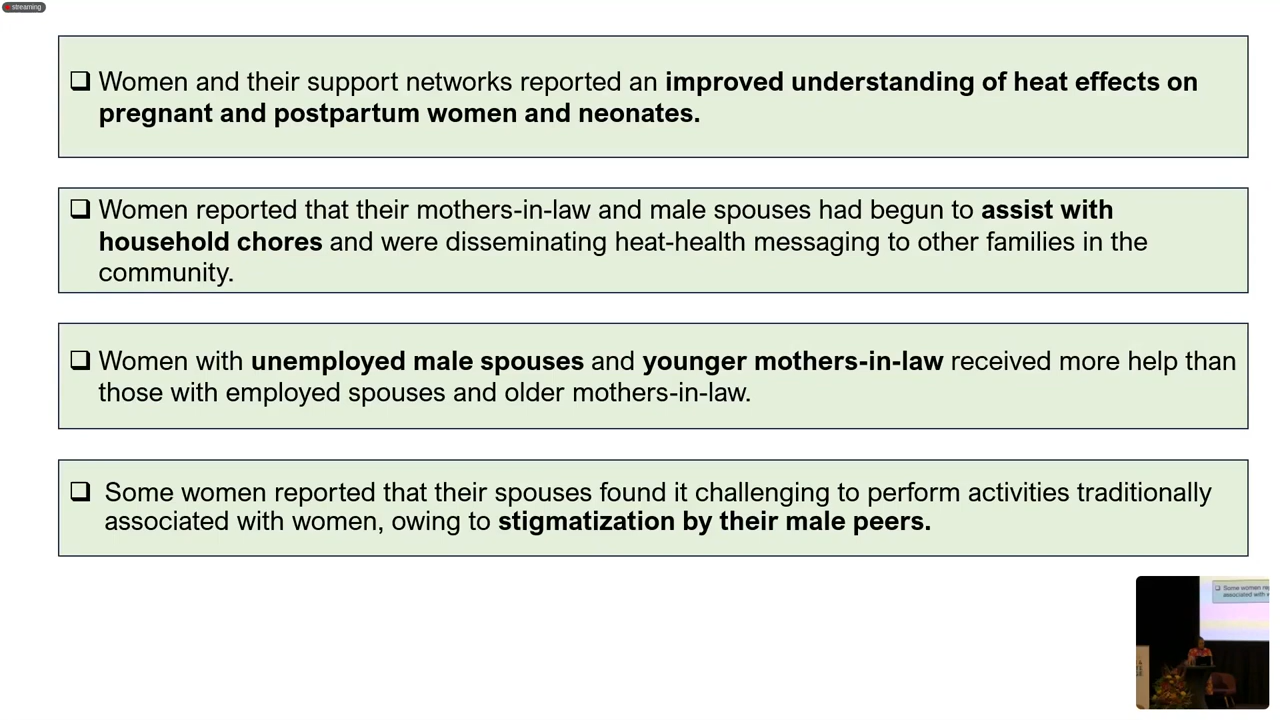 streaming
❑ Women and their support networks reported an improved understanding of heat effects on
pregnant and postpartum women and neonates.
❑ Women reported that their mothers-in-law and male spouses had begun to assist with
household chores and were disseminating heat-health messaging to other families in the
community.
❑ Women with unemployed male spouses and younger mothers-in-law received more help than
those with employed spouses and older mothers-in-law.
❑ Some women reported that their spouses found it challenging to perform activities traditionally
associated with women, owing to stigmatization by their male peers.
❑ Some women
associated with